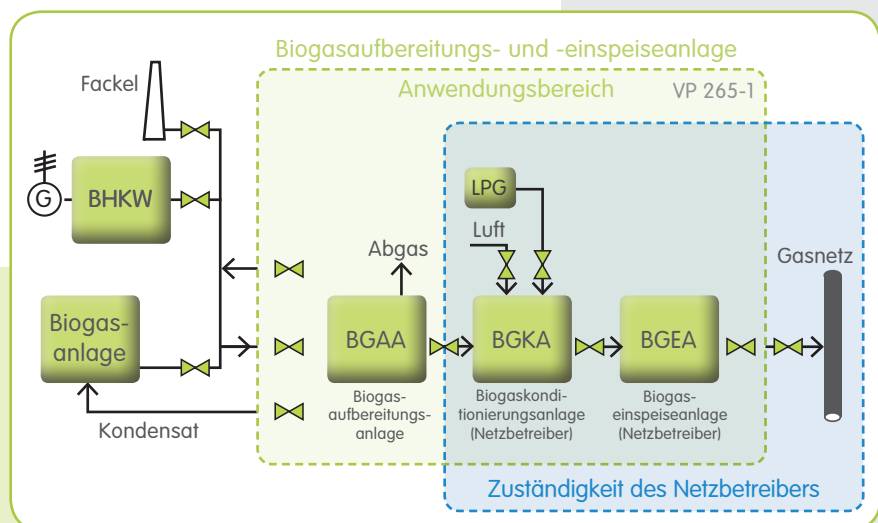 Biogasaufbereitungs- und -einspeiseanlage
Anwendungsbereich
VP 265-1
Fackel
G
BHKW
LPG
Luft
Abgas
Gasnetz
Biogas-
anlage
BGAA
BGKA
BGEA
Biogas-
aufbereitungs-
anlage
Biogaskondi-
tionierungsanlage
(Netzbetreiber)
Biogas-
einspeiseanlage
(Netzbetreiber)
Kondensat
Zuständigkeit des Netzbetreibers